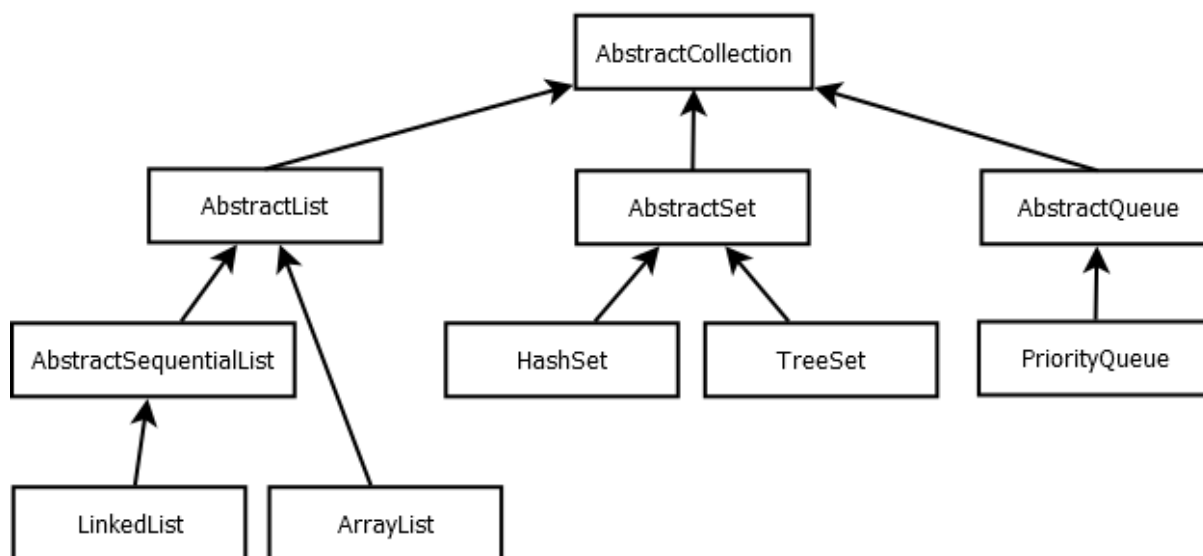 AbstractCollection
AbstractList
AbstractSet
AbstractQueue
AbstractSequentialList
HashSet
TreeSet
PriorityQueue
LinkedList
ArrayList